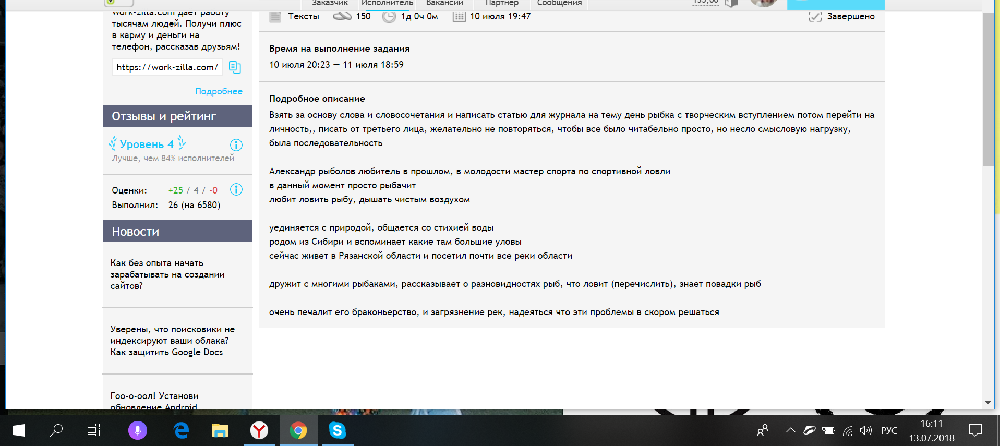 Заказчик
Исполнитель
Вакансии
Партнер
Сообщения
Work-zilla.com дает работу
тысячам людей. Получи плюс
в карму и деньги на
телефон, рассказав друзьям!
https://work-zilla.com/
Подробнее
Отзывы и рейтинг
Уровень 4
Лучше, чем 84% исполнителей
Оценки: +25 / 4 / -0
Выполнил: 26 (на 6580)
Новости
Как без опыта начать
зарабатывать на создании
сайтов?
Уверены, что поисковики не
индексируют ваши облака?
Как защитить Google Docs
Гоо-о-оол! Установи
обновление Android
Тексты 150 1д 0ч 0м 10 июля 19:47 Завершено
Время на выполнение задания
10 июля 20:23 — 11 июля 18:59
Подробное описание
Взять за основу слова и словосочетания и написать статью для журнала на тему день рыбка с творческим вступлением потом перейти на
личность,, писать от третьего лица, желательно не повторяться, чтобы все было читабельно просто, но несло смысловую нагрузку,
была последовательность
Александр рыболов любитель в прошлом, в молодости мастер спорта по спортивной ловли
в данный момент просто рыбачит
любит ловить рыбу, дышать чистым воздухом
уединяется с природой, общается со стихией воды
родом из Сибири и вспоминает какие там большие уловы
сейчас живет в Рязанской области и посетил почти все реки области
дружит с многими рыбаками, рассказывает о разновидностях рыб, что ловит (перечислить), знает повадки рыб
очень печалит его браконьерство, и загрязнение рек, надеяться что эти проблемы в скором решаться
РУС
16:11
13.07.2018